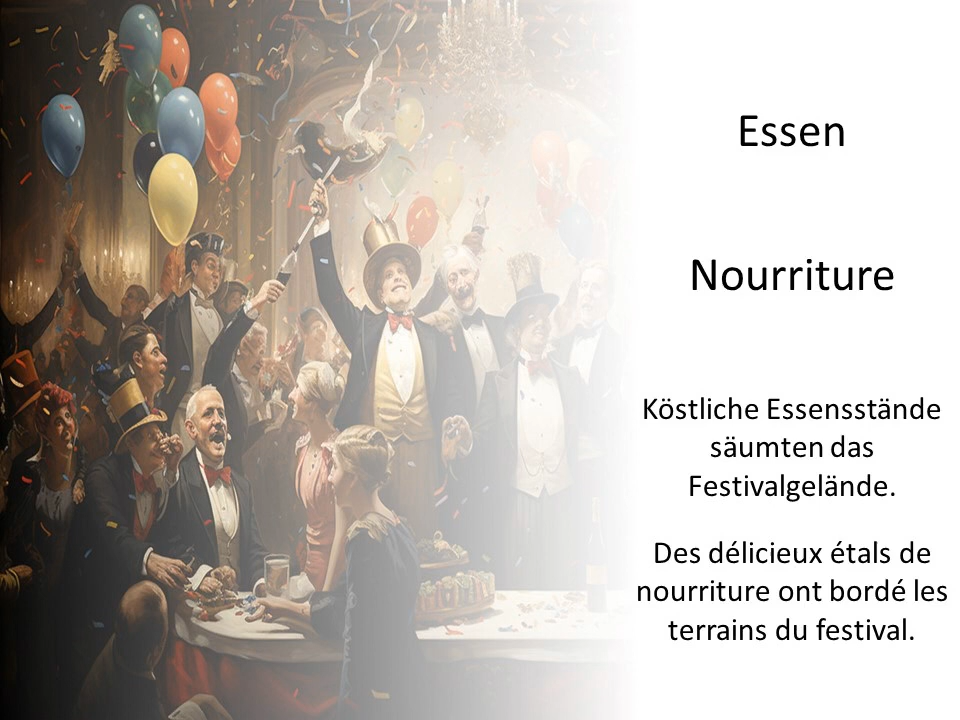 Essen
Nourriture
Köstliche Essensstände
säumten das
Festivalgelände.
Des délicieux étals de
nourriture ont bordé les
terrains du festival.